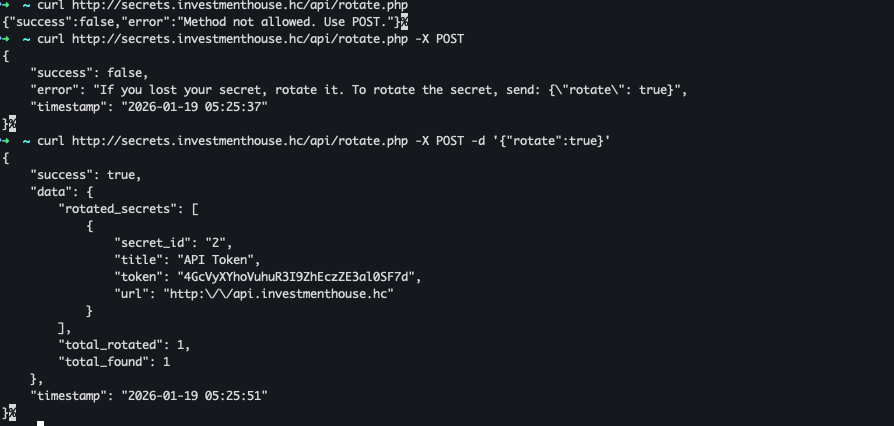 ➜ ~ curl http://secrets.investmenthouse.hc/api/rotate.php
{"success":false,"error":"Method not allowed. Use POST."}%
➜ ~ curl http://secrets.investmenthouse.hc/api/rotate.php -X POST
{
    "success": false,
    "error": "If you lost your secret, rotate it. To rotate the secret, send: {\"rotate\": true}",
    "timestamp": "2026-01-19 05:25:37"
}%
➜ ~ curl http://secrets.investmenthouse.hc/api/rotate.php -X POST -d '{"rotate":true}'
{
    "success": true,
    "data": {
        "rotated_secrets": [
            {
                "secret_id": "2",
                "title": "API Token",
                "token": "4GcVyXYhoVuhuR3I9ZhEczZE3al0SF7d",
                "url": "http:\/\/api.investmenthouse.hc"
            }
        ],
        "total_rotated": 1,
        "total_found": 1
    },
    "timestamp": "2026-01-19 05:25:51"
}%